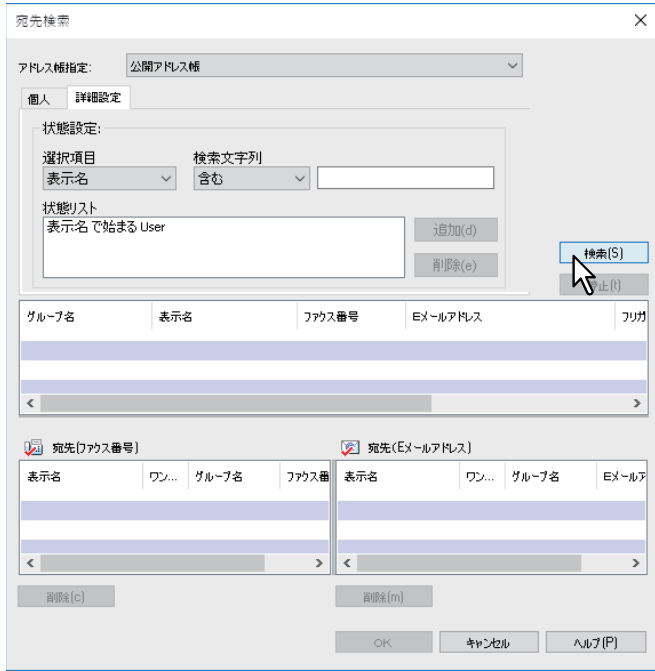 宛先検索
アドレス帳指定: 公開アドレス帳
個人 詳細設定
状態設定:
選択項目 検索文字列
表示名 含む
状態リスト
表示名 で始まる User
追加(d)
検索(S)
削除(e)
停止(t)
グループ名 表示名 ファクス番号 Eメールアドレス フリガ
宛先(ファクス番号) 宛先(Eメールアドレス)
表示名 ワン... グループ名 ファクス番 表示名 ワン... グループ名 Eメールア
削除(c) 削除(m)
OK キャンセル ヘルプ(P)